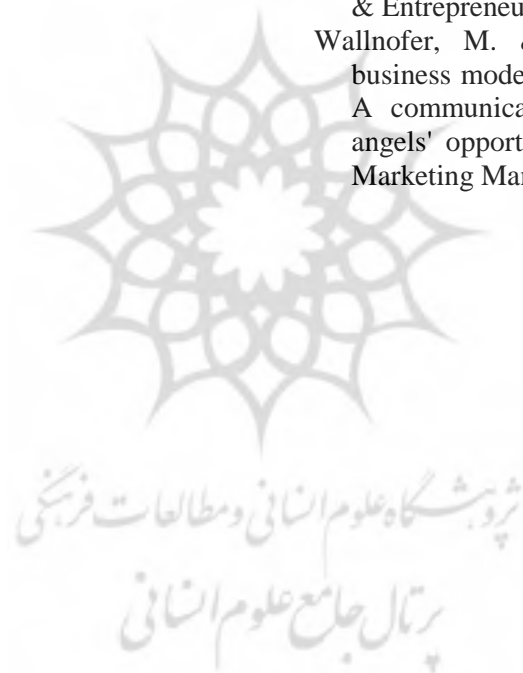 & Entrepreneu
Wallnofer, M. &
business mode
A communica
angels' opport
Marketing Mar
پژوهشگاه علوم انسانی و مطالعات فرهنگی
پرتال جامع علوم انسانی